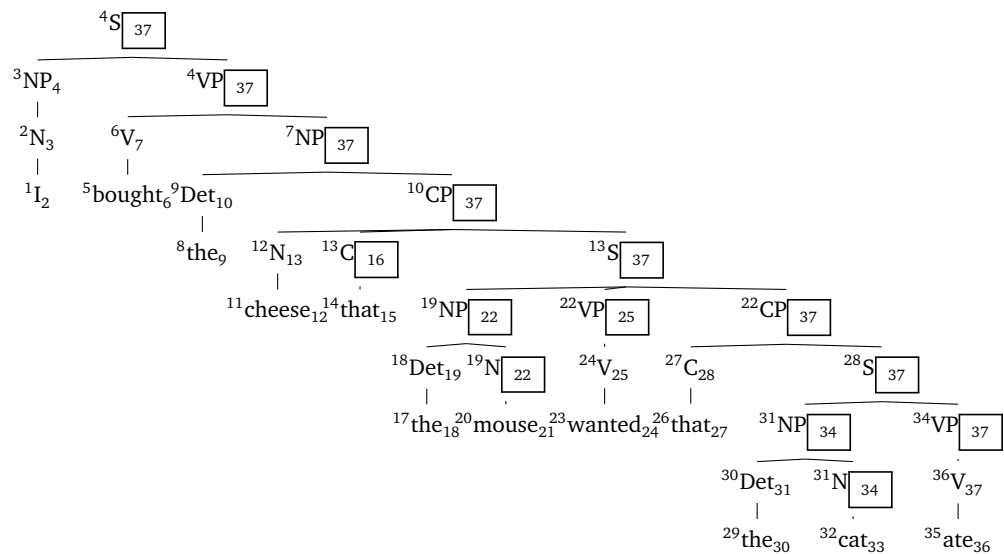 ⁴S 37
³NP₄ ⁴VP 37
²N₃ ⁶V₇ ⁷NP 37
¹I₂ ⁵bought₆ ⁹Det₁₀ ¹⁰CP 37
⁸the₉ ¹²N₁₃ ¹³C 16 ¹³S 37
¹¹cheese₁₂ ¹⁴that₁₅ ¹⁹NP 22 ²²VP 25 ²²CP 37
¹⁸Det₁₉ ¹⁹N 22 ²⁴V₂₅ ²⁷C₂₈ ²⁸S 37
¹⁷the₁₈ ²⁰mouse₂₁ ²³wanted₂₄ ²⁶that₂₇ ³¹NP 34 ³⁴VP 37
³⁰Det₃₁ ³¹N 34 ³⁶V₃₇
²⁹the₃₀ ³²cat₃₃ ³⁵ate₃₆